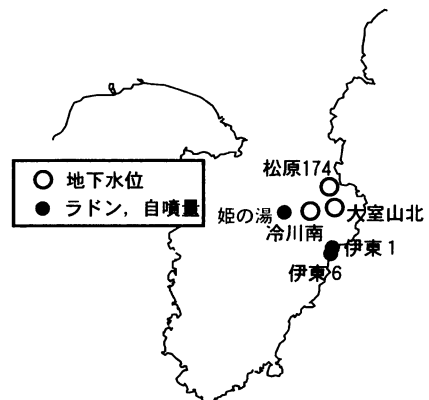 松原174
地下水位
ラドン，自噴量
姫の湯
冷川南
大室山北
伊東1
伊東6